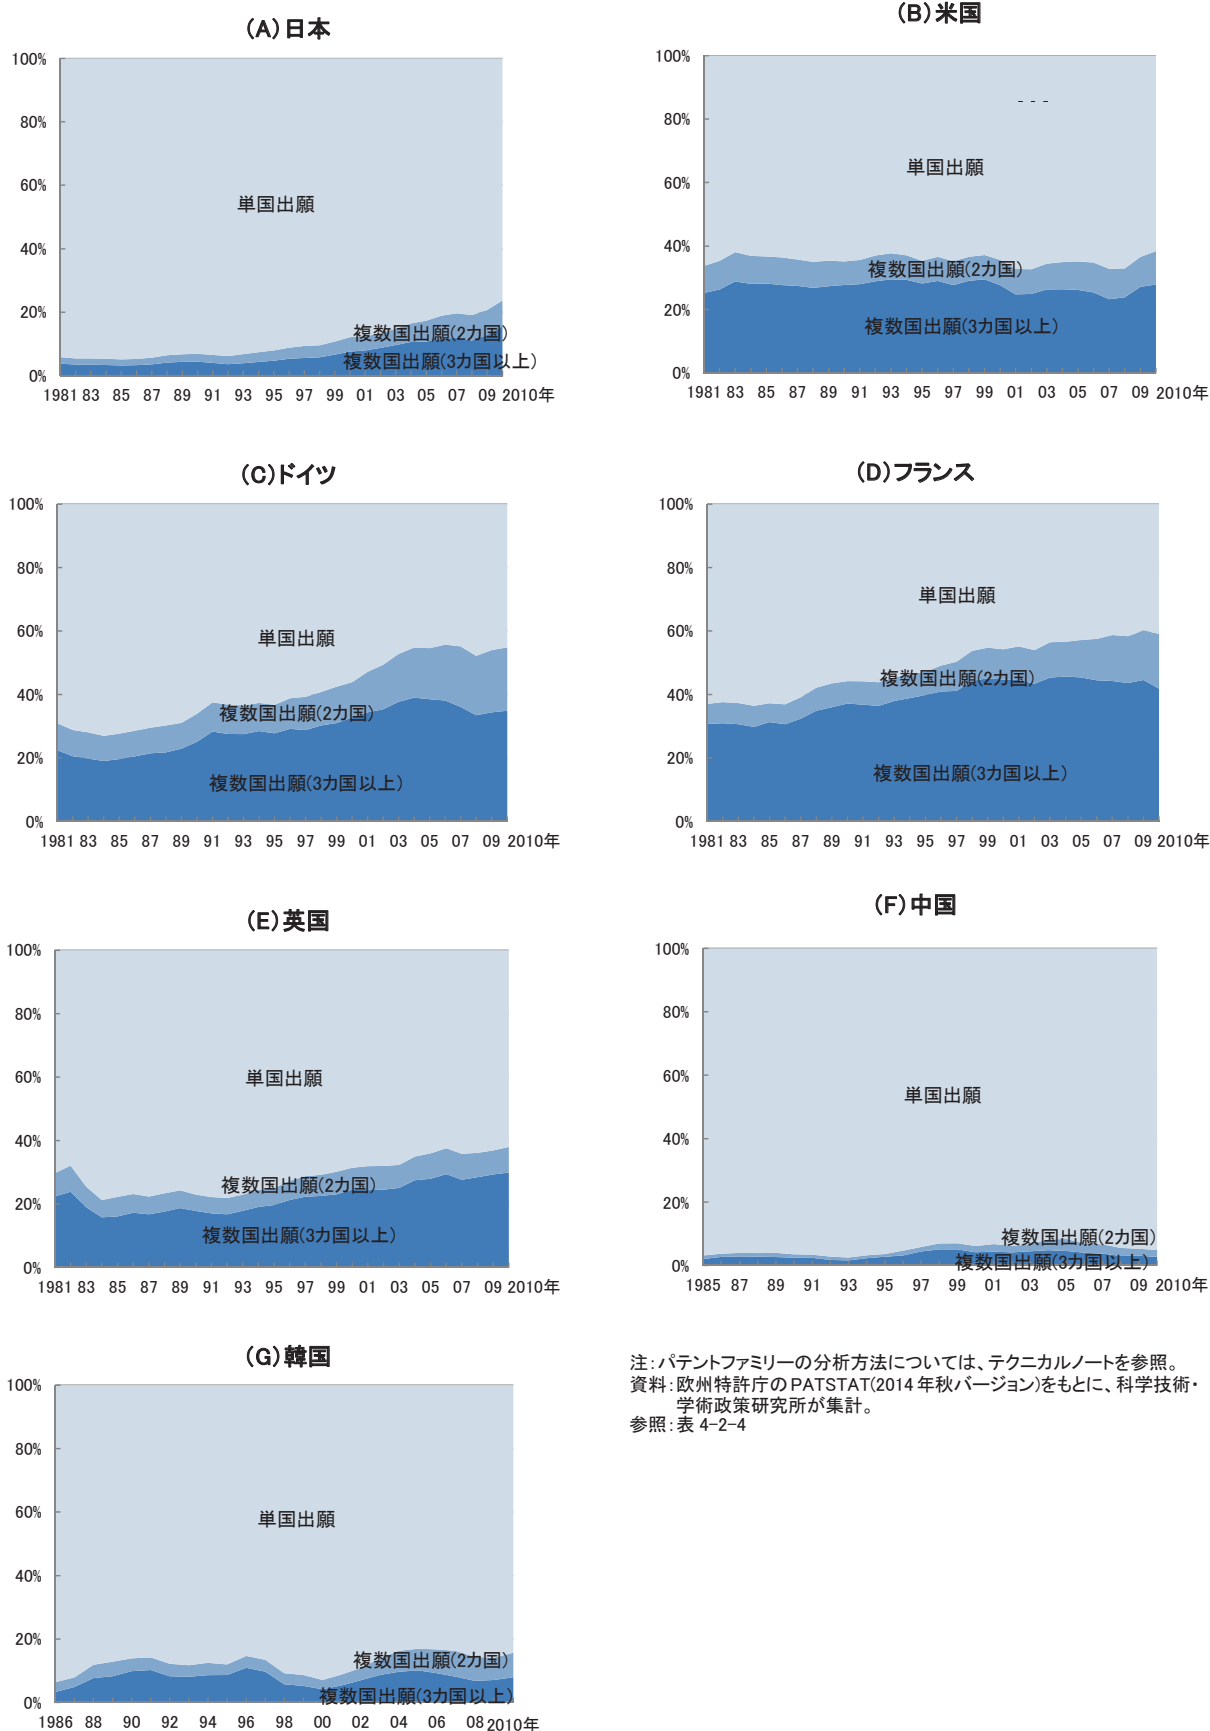 (A)日本
100%
80%
60%
40%
20%
0%
単国出願
複数国出願(2カ国)
複数国出願(3カ国以上)
1981 83 85 87 89 91 93 95 97 99 01 03 05 07 09 2010年
(B)米国
100%
80%
60%
40%
20%
0%
単国出願
複数国出願(2カ国)
複数国出願(3カ国以上)
1981 83 85 87 89 91 93 95 97 99 01 03 05 07 09 2010年
(C)ドイツ
100%
80%
60%
40%
20%
0%
単国出願
複数国出願(2カ国)
複数国出願(3カ国以上)
1981 83 85 87 89 91 93 95 97 99 01 03 05 07 09 2010年
(D)フランス
100%
80%
60%
40%
20%
0%
単国出願
複数国出願(2カ国)
複数国出願(3カ国以上)
1981 83 85 87 89 91 93 95 97 99 01 03 05 07 09 2010年
(E)英国
100%
80%
60%
40%
20%
0%
単国出願
複数国出願(2カ国)
複数国出願(3カ国以上)
1981 83 85 87 89 91 93 95 97 99 01 03 05 07 09 2010年
(F)中国
100%
80%
60%
40%
20%
0%
単国出願
複数国出願(2カ国)
複数国出願(3カ国以上)
1985 87 89 91 93 95 97 99 01 03 05 07 09 2010年
(G)韓国
100%
80%
60%
40%
20%
0%
単国出願
複数国出願(2カ国)
複数国出願(3カ国以上)
1986 88 90 92 94 96 98 00 02 04 06 08 2010年
注:パテントファミリーの分析方法については、テクニカルノートを参照。
資料:欧州特許庁のPATSTAT(2014年秋バージョン)をもとに、科学技術・
学術政策研究所が集計。
参照:表 4-2-4